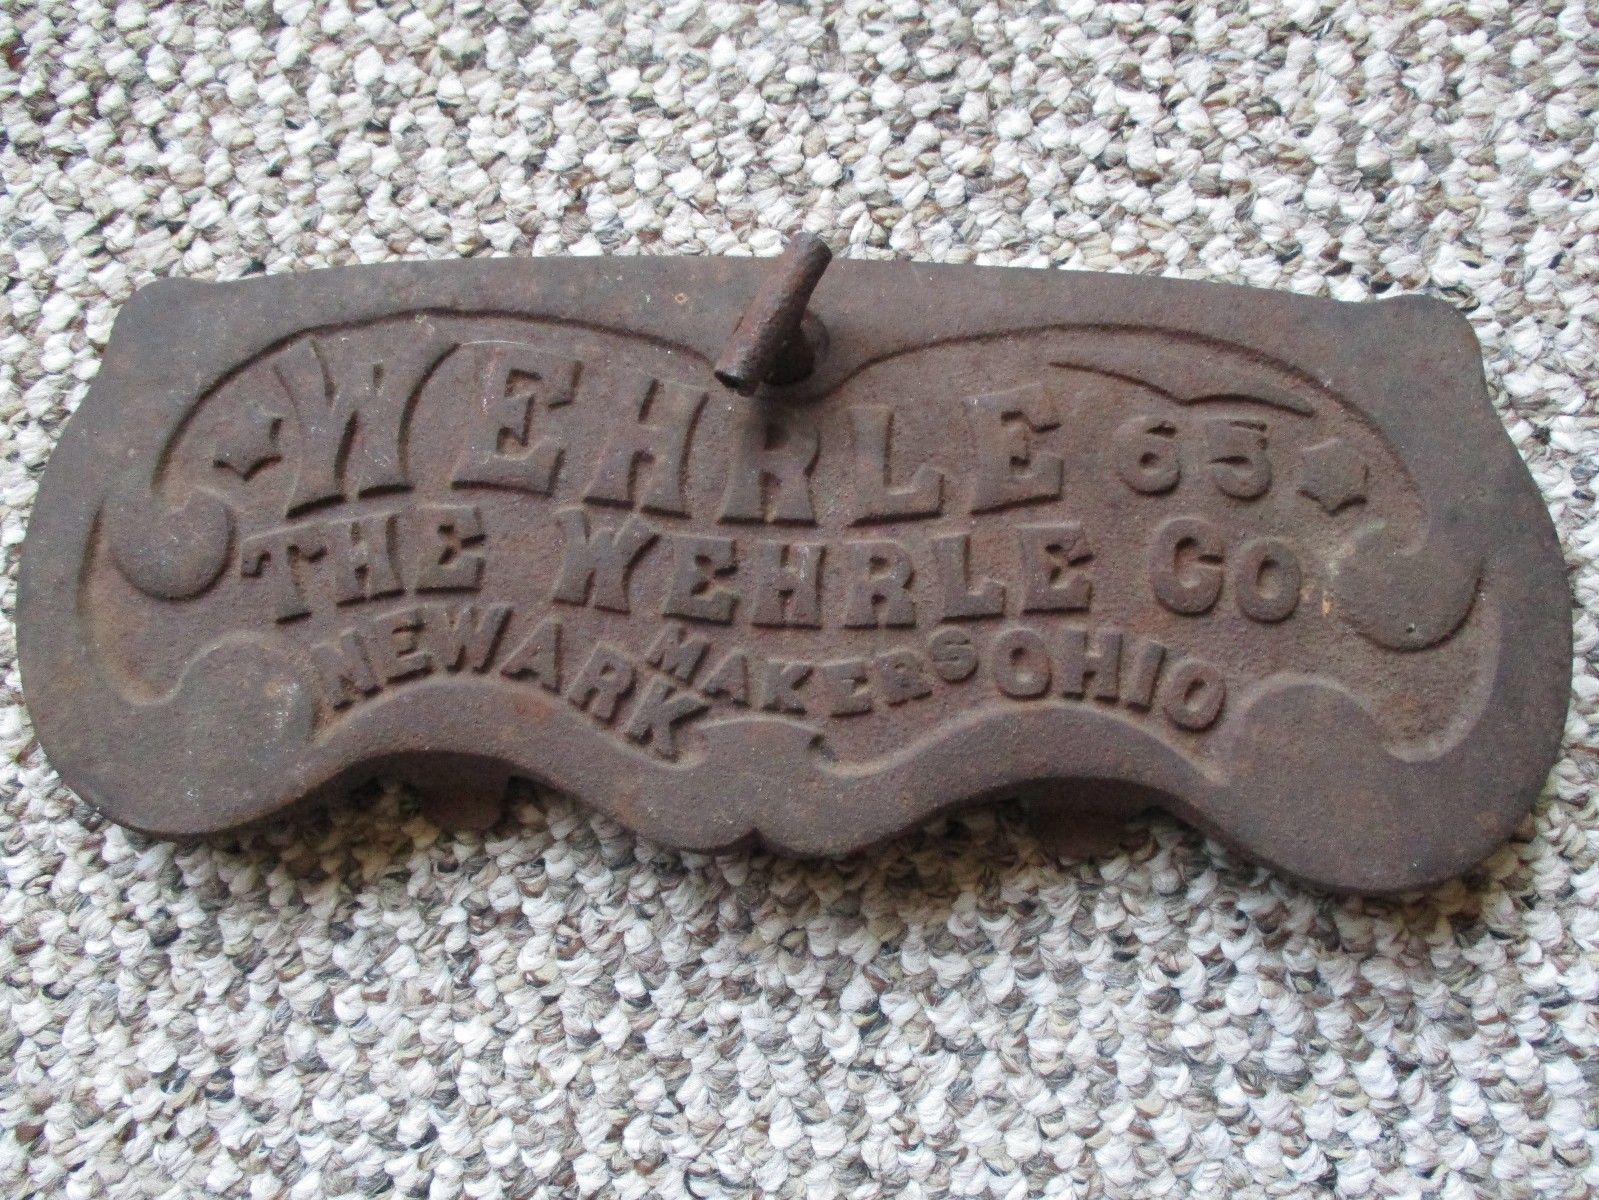 WEHRLE 65
THE WEHRLE CO
MAKERS
NEWARK OHIO